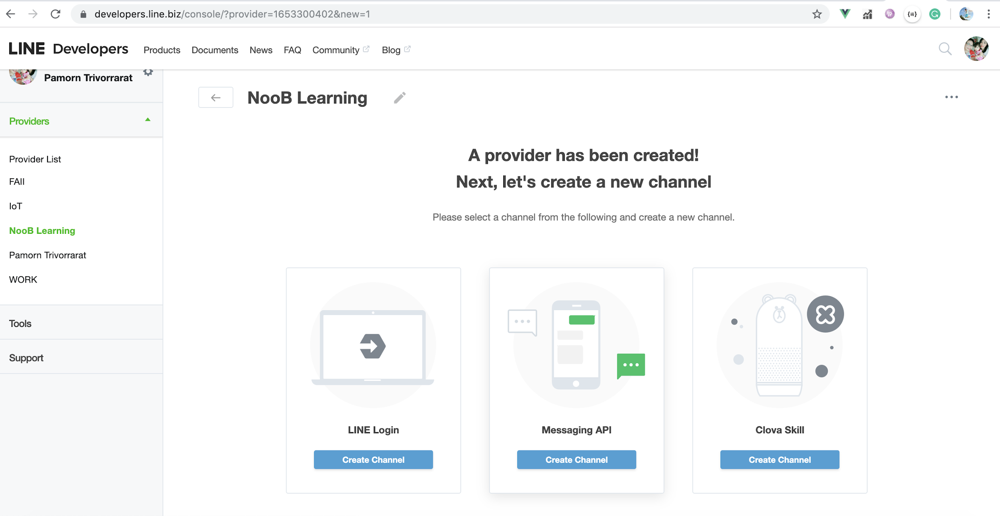 developers.line.biz/console/?provider=1653300402&new=1
LINE Developers
Products
Documents
News
FAQ
Community
Blog
Pamorn Trivorrarat
Providers
Provider List
FAII
IoT
NooB Learning
Pamorn Trivorrarat
WORK
Tools
Support
NooB Learning
A provider has been created!
Next, let's create a new channel
Please select a channel from the following and create a new channel.
LINE Login
Create Channel
Messaging API
Create Channel
Clova Skill
Create Channel